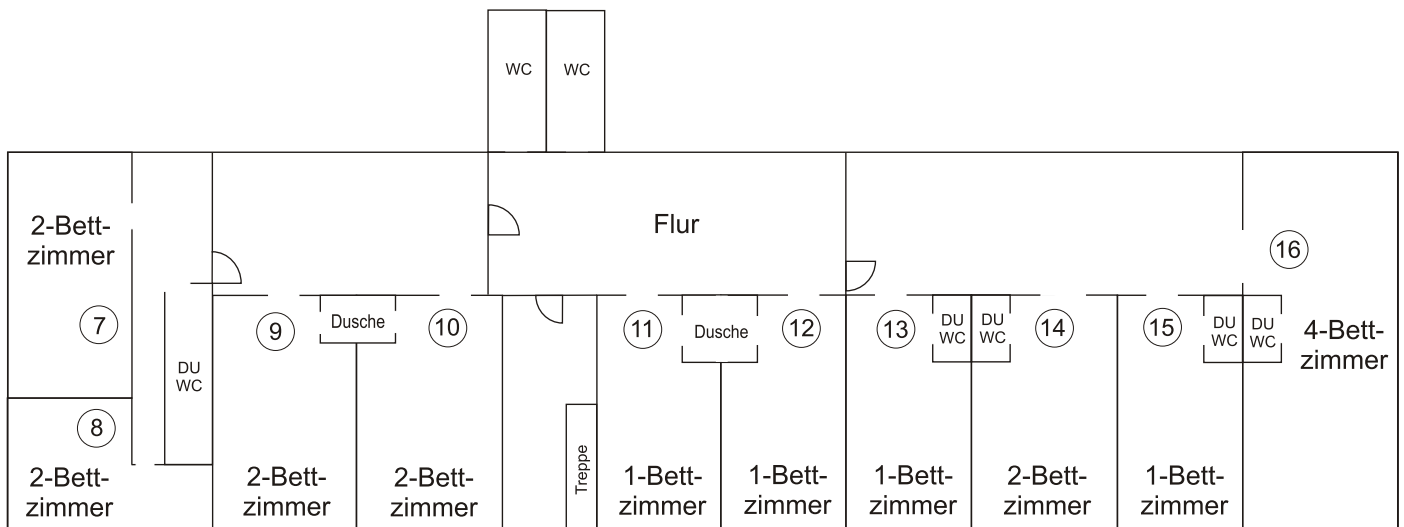 WC
WC
2-Bett-
zimmer
Flur
16
7
9
Dusche
10
11
Dusche
12
13
DU
WC
DU
WC
14
15
DU
WC
DU
WC
4-Bett-
zimmer
DU
WC
8
2-Bett-
zimmer
2-Bett-
zimmer
2-Bett-
zimmer
Treppe
1-Bett-
zimmer
1-Bett-
zimmer
1-Bett-
zimmer
2-Bett-
zimmer
1-Bett-
zimmer